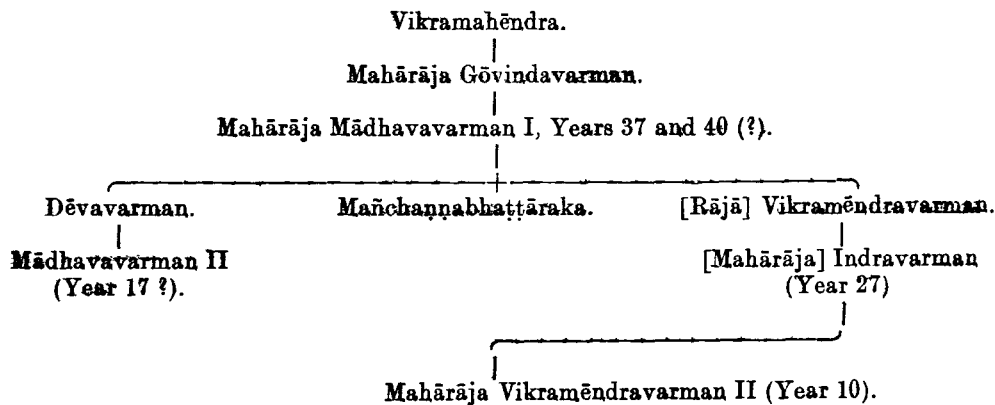 Vikramahēndra.
Mahārāja Gōvindavarman.
Mahārāja Mādhavavarman I, Years 37 and 40 (?).
Dēvavarman. Mañchaṇṇabhaṭṭāraka. [Rājā] Vikramēndravarman.
Mādhavavarman II [Mahārāja] Indravarman
(Year 17 ?). (Year 27)
Mahārāja Vikramēndravarman II (Year 10).